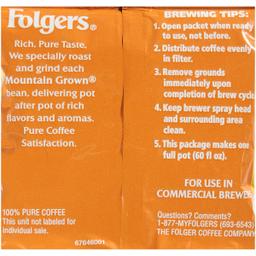 Folgers®
Rich, Pure Taste.
We specially roast
and grind each
Mountain Grown®
bean, delivering pot
after pot of rich
flavors and aromas.
Pure Coffee
Satisfaction.
100% PURE COFFEE
This unit not labeled for
individual sale.
67646001
BREWING TIPS:
1. Open packet when ready
to use, not before.
2. Distribute coffee evenly
in filter.
3. Remove grounds
immediately upon
completion of brew cycle
4. Keep brewer spray head
and surrounding area
clean.
5. This package makes one
full pot (60 fl oz).
FOR USE IN
COMMERCIAL BREWE
Questions? Comments?
1-877-MYFOLGERS (693-6543)
THE FOLGER COFFEE COMPANY